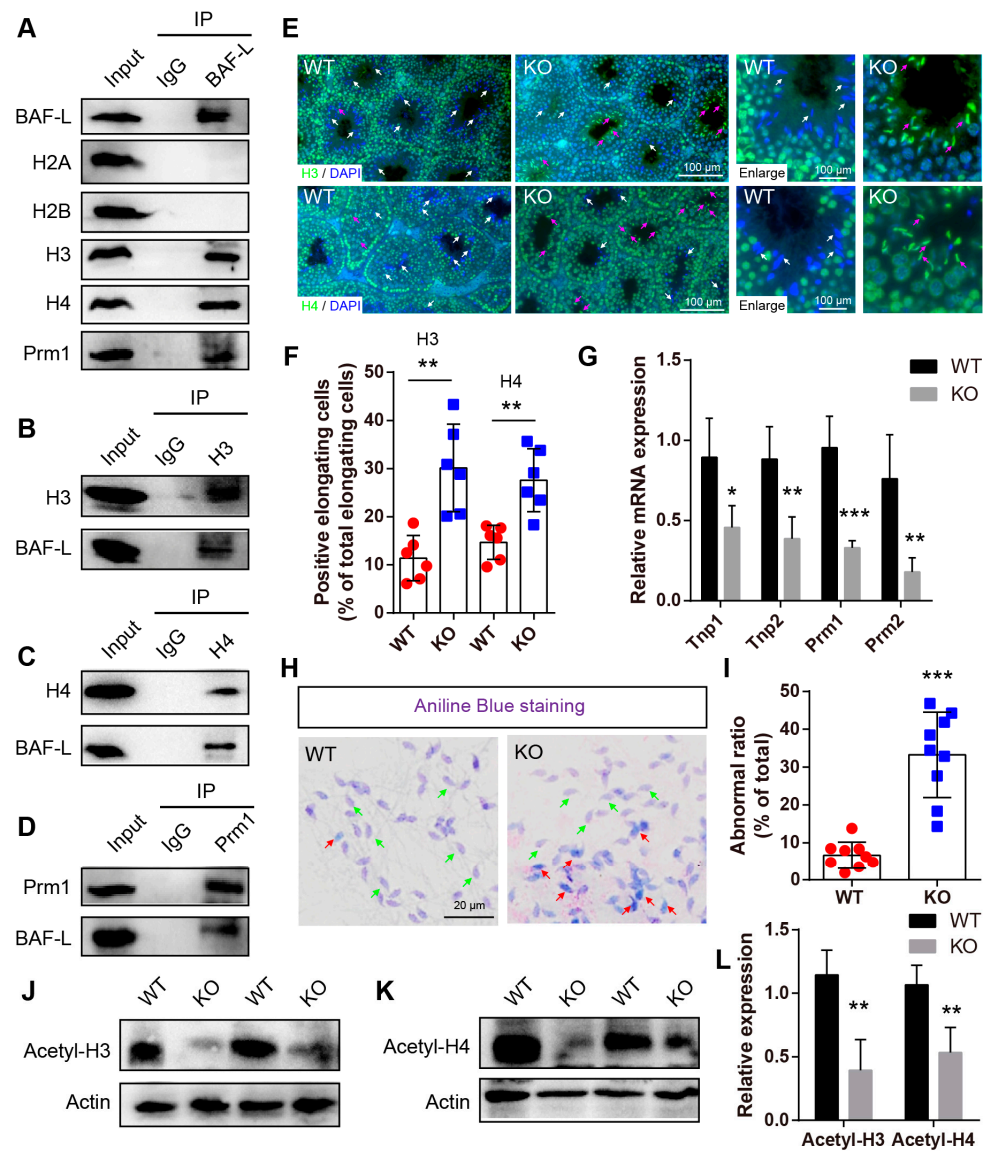 A
IP
Input
IgG
BAF-L
BAF-L
H2A
H2B
H3
H4
Prm1
B
IP
Input
IgG
H3
H3
BAF-L
C
IP
Input
IgG
H4
H4
BAF-L
D
IP
Input
IgG
Prm1
Prm1
BAF-L
E
WT
KO
WT
KO
H3 / DAPI
100 μm
Enlarge
100 μm
WT
KO
WT
KO
H4 / DAPI
100 μm
Enlarge
100 μm
F
Positive elongating cells
(% of total elongating cells)
50
40
30
20
10
0
H3
**
H4
**
WT
KO
WT
KO
G
Relative mRNA expression
1.5
1.0
0.5
0.0
WT
KO
*
**
***
**
Tnp1
Tnp2
Prm1
Prm2
H
Aniline Blue staining
WT
KO
20 μm
I
Abnormal ratio
(% of total)
50
40
30
20
10
0
***
WT
KO
J
WT
KO
WT
KO
Acetyl-H3
Actin
K
WT
KO
WT
KO
Acetyl-H4
Actin
L
Relative expression
1.5
1.0
0.5
0.0
WT
KO
**
**
Acetyl-H3
Acetyl-H4